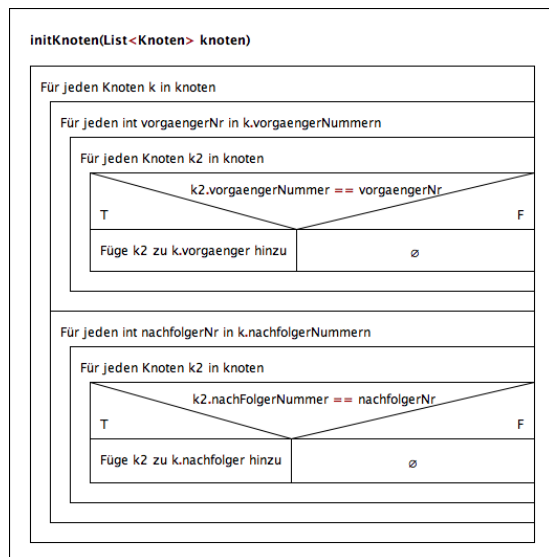 initKnoten(List<Knoten> knoten)
Für jeden Knoten k in knoten
Für jeden int vorgaengerNr in k.vorgaengerNummern
Für jeden Knoten k2 in knoten
k2.vorgaengerNummer == vorgaengerNr
T F
Füge k2 zu k.vorgaenger hinzu ∅
Für jeden int nachfolgerNr in k.nachfolgerNummern
Für jeden Knoten k2 in knoten
k2.nachFolgerNummer == nachfolgerNr
T F
Füge k2 zu k.nachfolger hinzu ∅